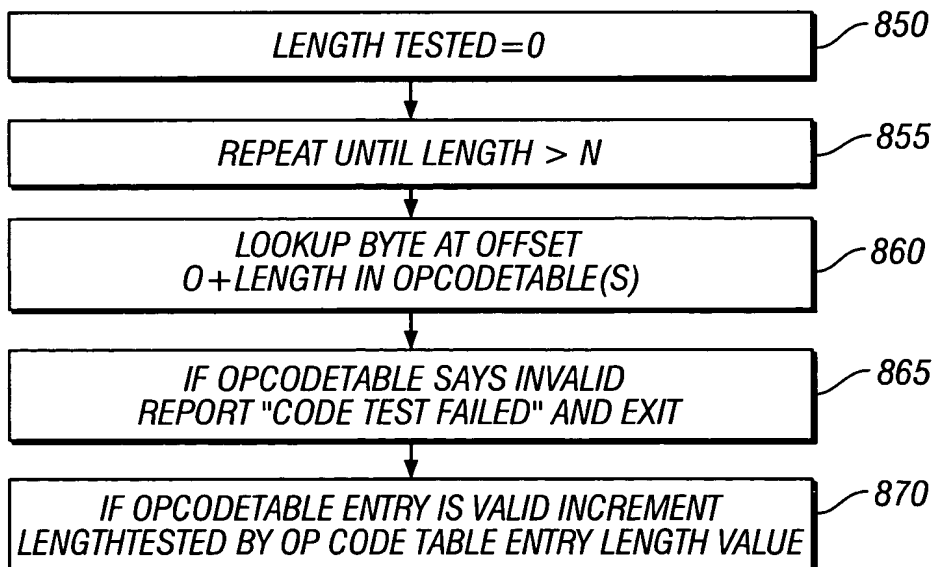 LENGTH TESTED=0
850
REPEAT UNTIL LENGTH > N
855
LOOKUP BYTE AT OFFSET
O+LENGTH IN OPCODETABLE(S)
860
IF OPCODETABLE SAYS INVALID
REPORT "CODE TEST FAILED" AND EXIT
865
IF OPCODETABLE ENTRY IS VALID INCREMENT
LENGTHTESTED BY OP CODE TABLE ENTRY LENGTH VALUE
870